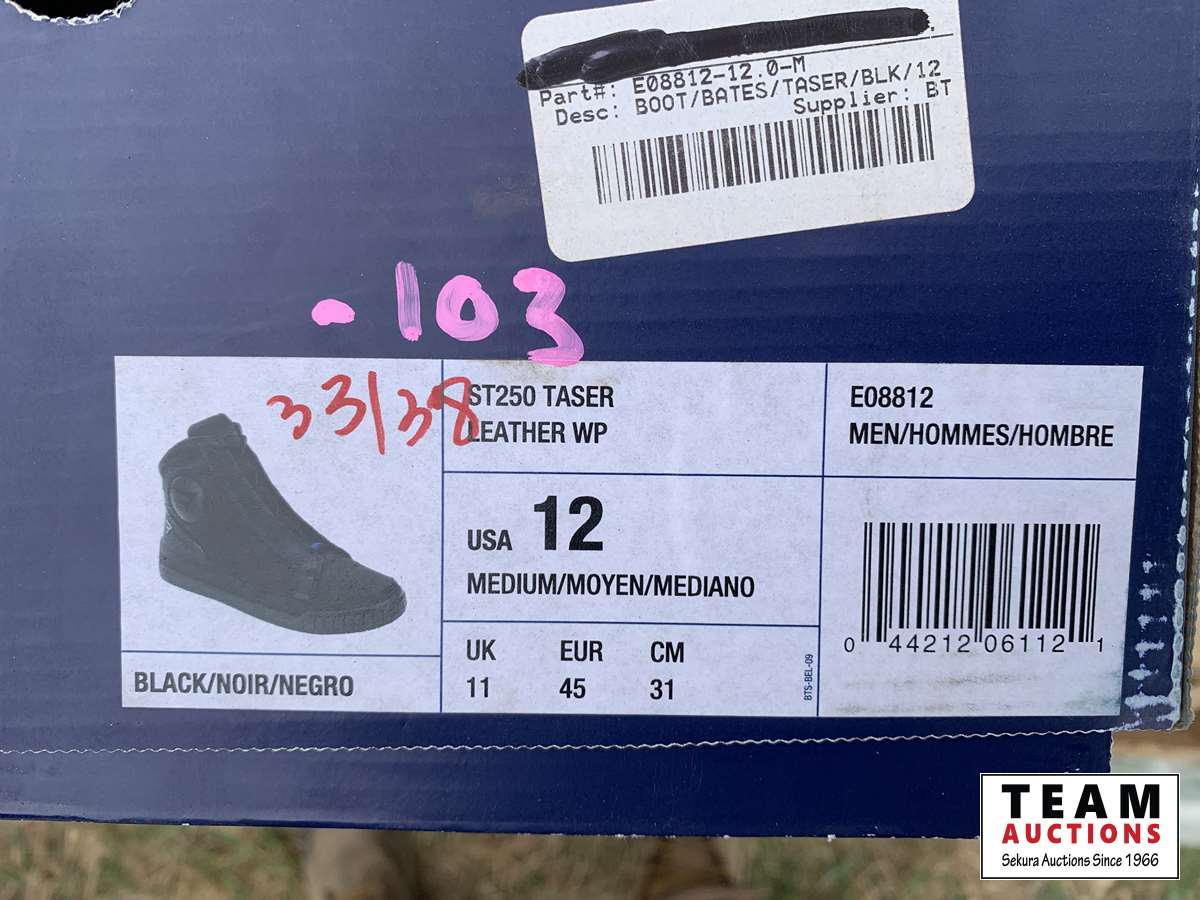 Part#: E08812-12.0-M
Desc: BOOT/BATES/TASER/BLK/12
Supplier: BT
-103
33/38
ST250 TASER
LEATHER WP
E08812
MEN/HOMMES/HOMBRE
USA 12
MEDIUM/MOYEN/MEDIANO
UK EUR CM
11 45 31
BTS-BEL-09
0 44212 06112 1
BLACK/NOIR/NEGRO
TEAM
AUCTIONS
Sekura Auctions Since 1966